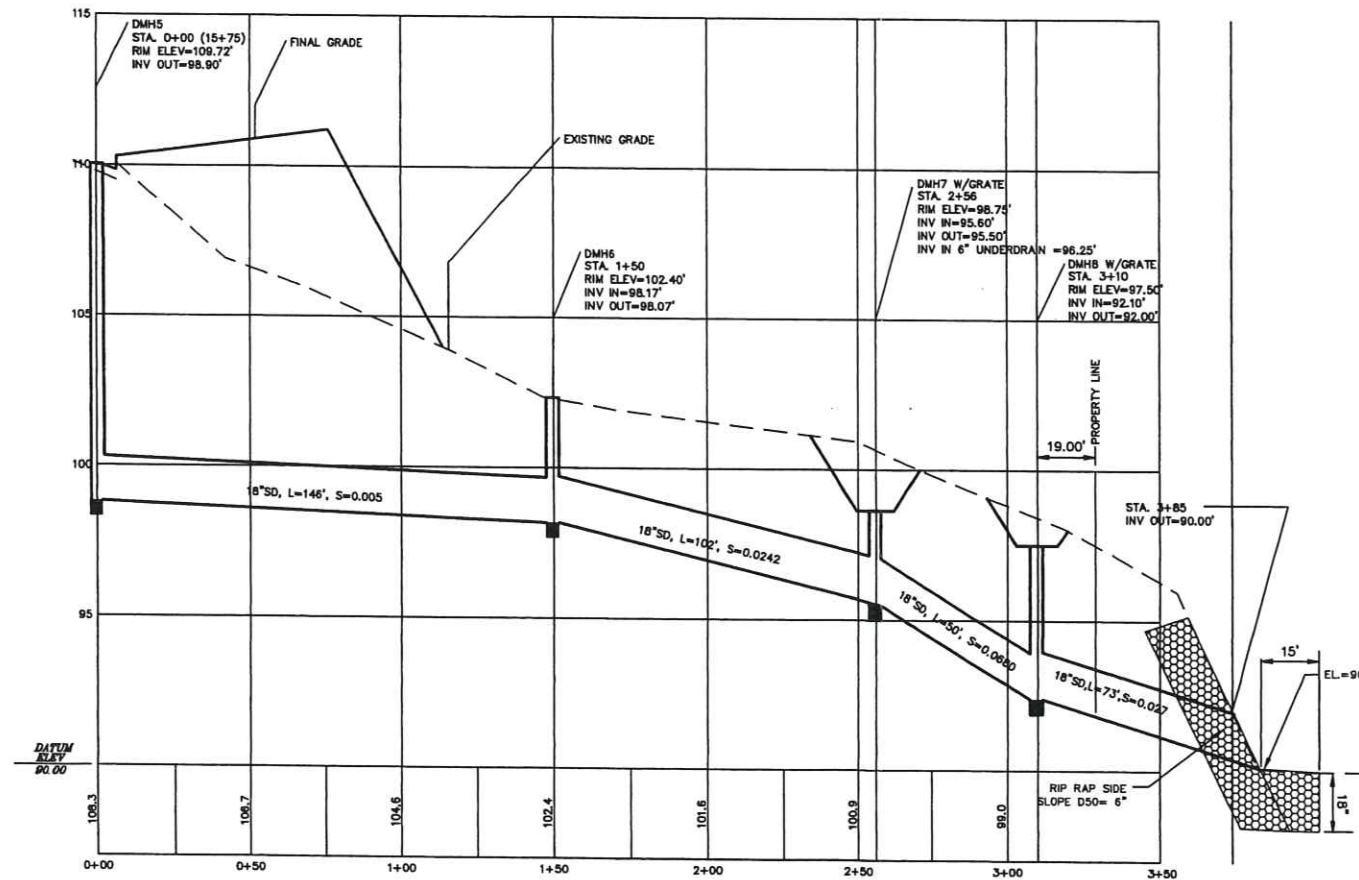 115
DMH5
STA. 0+00 (15+75)
RIM ELEV=109.72'
INV OUT=98.90'
FINAL GRADE
EXISTING GRADE
110
DMH7 W/GRATE
STA. 2+56
RIM ELEV=98.75'
INV IN=95.60'
INV OUT=95.50'
INV IN 6" UNDERDRAIN =96.25'
DMH6
STA. 1+50
RIM ELEV=102.40'
INV IN=98.17'
INV OUT=98.07'
DMH8 W/GRATE
STA. 3+10
RIM ELEV=97.50'
INV IN=92.10'
INV OUT=92.00'
105
PROPERTY LINE
19.00'
100
18"SD, L=146', S=0.005
18"SD, L=102', S=0.0242
18"SD, L=50', S=0.0680
18"SD,L=73',S=0.027
STA. 3+85
INV OUT=90.00'
95
15'
EL.=90
DATUM
ELEV
90.00
RIP RAP SIDE
SLOPE D50= 6"
18"
106.7
104.6
102.4
101.6
100.9
99.0
0+00
0+50
1+00
1+50
2+00
2+50
3+00
3+50